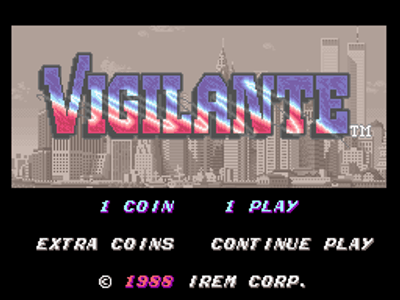 VIGILANTE TM
1 COIN 1 PLAY
EXTRA COINS CONTINUE PLAY
© 1988 IREM CORP.